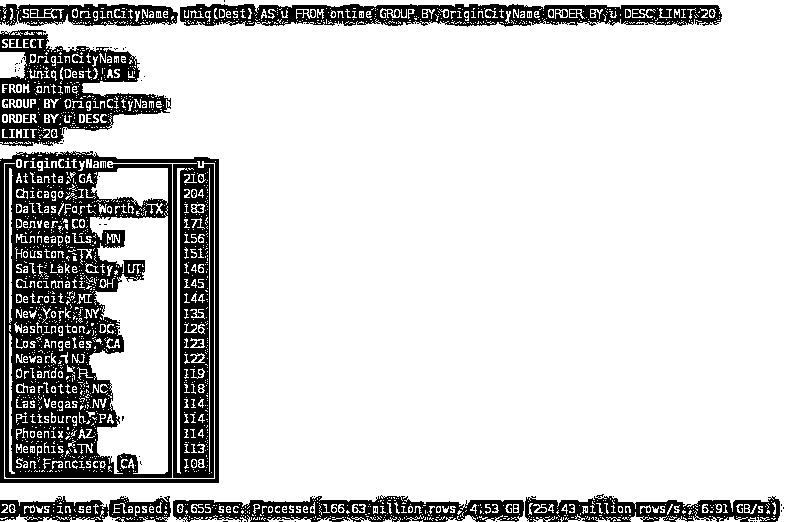 :) SELECT OriginCityName, uniq(Dest) AS u FROM ontime GROUP BY OriginCityName ORDER BY u DESC LIMIT 20;
SELECT
OriginCityName,
uniq(Dest) AS u
FROM ontime
GROUP BY OriginCityName
ORDER BY u DESC
LIMIT 20
OriginCityName u
Atlanta, GA 210
Chicago, IL 204
Dallas/Fort Worth, TX 183
Denver, CO 171
Minneapolis, MN 156
Houston, TX 151
Salt Lake City, UT 146
Cincinnati, OH 145
Detroit, MI 144
New York, NY 135
Washington, DC 126
Los Angeles, CA 123
Newark, NJ 122
Orlando, FL 119
Charlotte, NC 118
Las Vegas, NV 114
Pittsburgh, PA 114
Phoenix, AZ 114
Memphis, TN 113
San Francisco, CA 108
20 rows in set. Elapsed: 0.655 sec. Processed 166.63 million rows, 4.53 GB (254.43 million rows/s., 6.91 GB/s.)